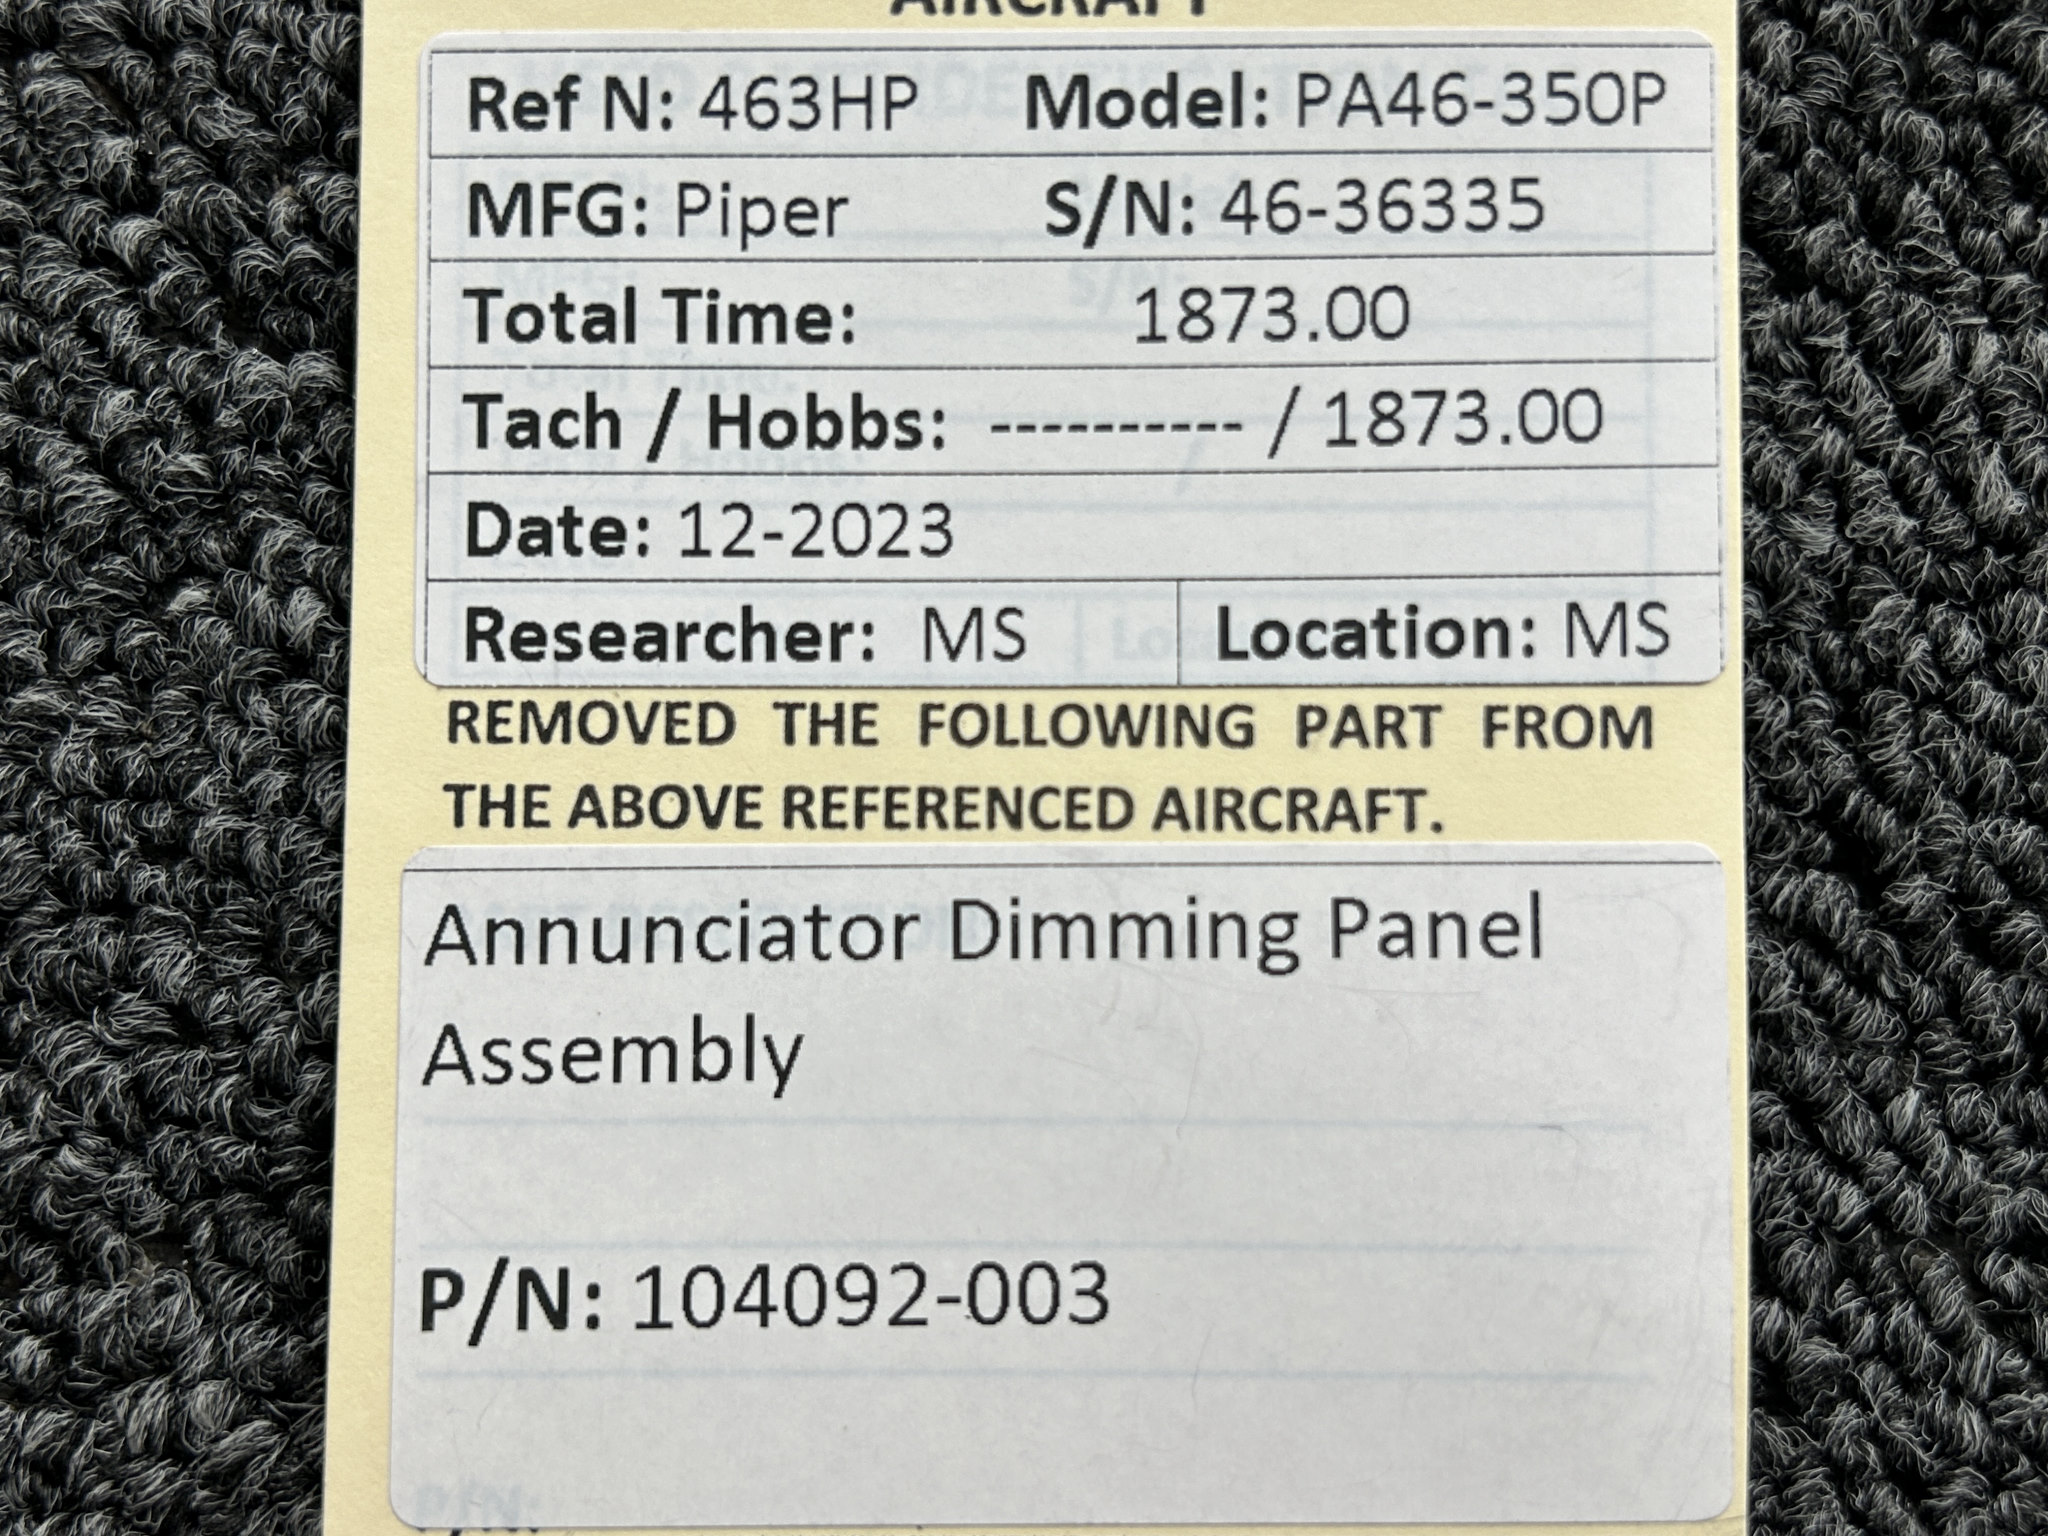 AIRCRAFT
Ref N: 463HP Model: PA46-350P
MFG: Piper S/N: 46-36335
Total Time: 1873.00
Tach / Hobbs: ---------- / 1873.00
Date: 12-2023
Researcher: MS Location: MS
REMOVED THE FOLLOWING PART FROM
THE ABOVE REFERENCED AIRCRAFT.
Annunciator Dimming Panel
Assembly
P/N: 104092-003
P/N: